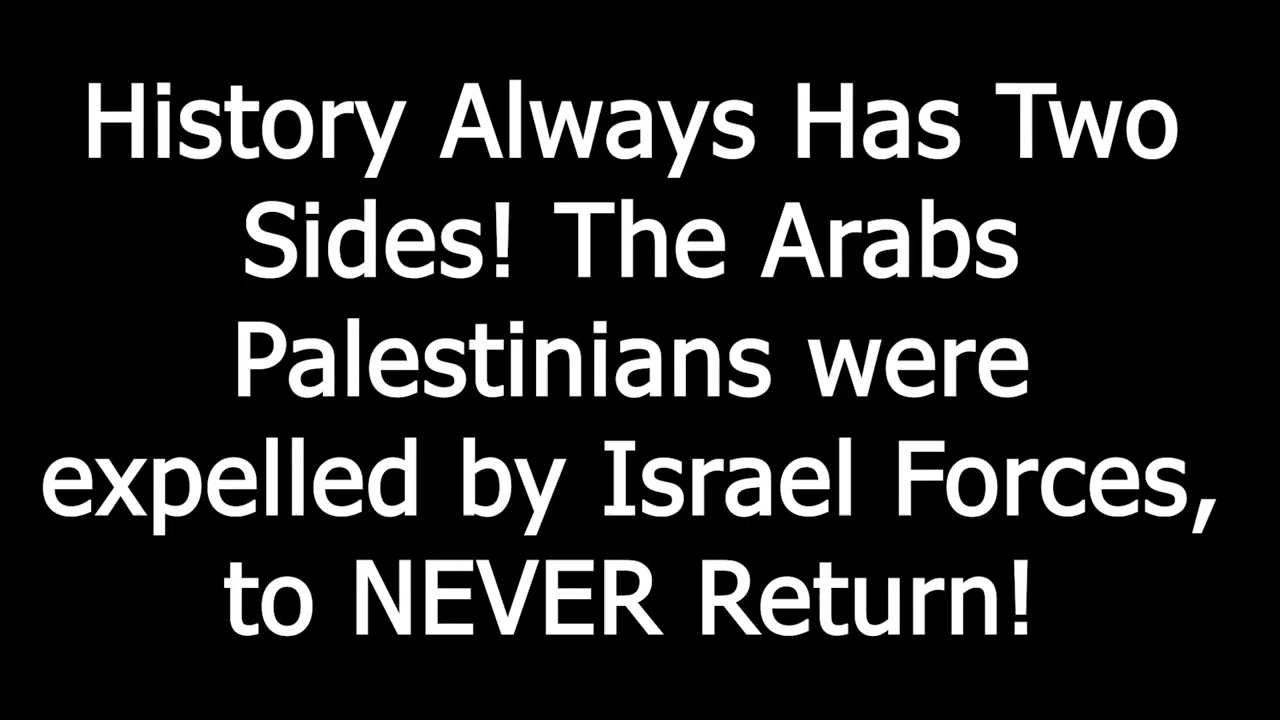 History Always Has Two
Sides! The Arabs
Palestinians were
expelled by Israel Forces,
to NEVER Return!